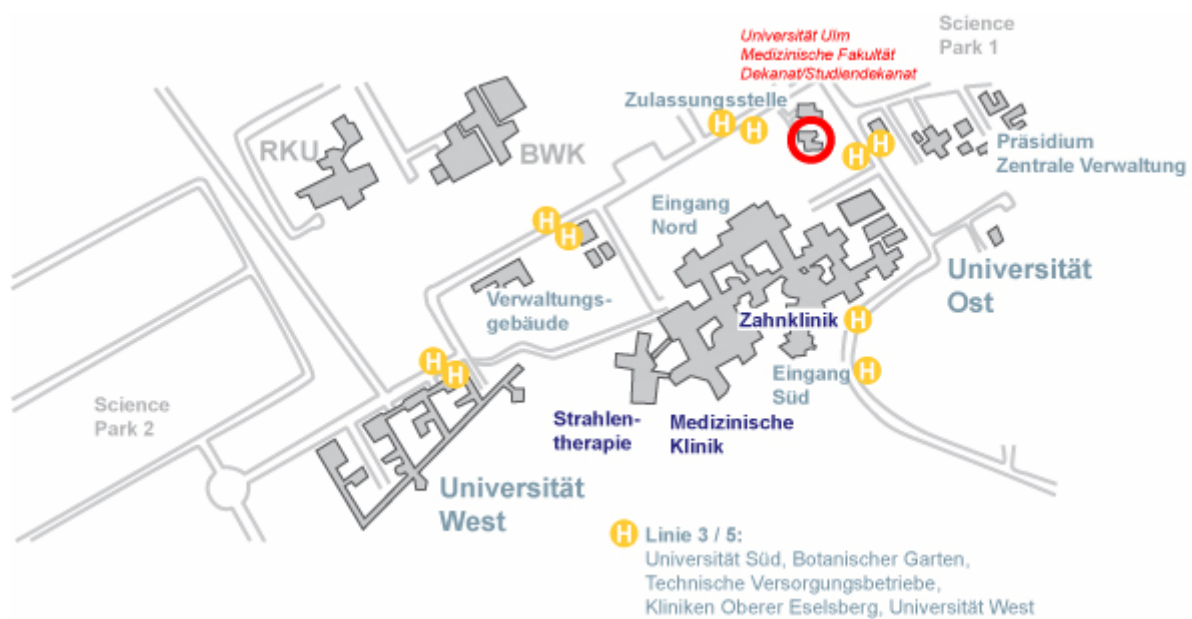 Science
Park 1
Universität Ulm
Medizinische Fakultät
Dekanat/Studiendekanat
Zulassungsstelle
H
H
H
H
RKU
BWK
Präsidium
Zentrale Verwaltung
Eingang
Nord
H
H
Universität
Ost
Verwaltungs-
gebäude
Zahnklinik
H
H
H
Eingang
Süd
H
Science
Park 2
Strahlen-
therapie
Medizinische
Klinik
Universität
West
H Linie 3 / 5:
Universität Süd, Botanischer Garten,
Technische Versorgungsbetriebe,
Kliniken Oberer Eselsberg, Universität West